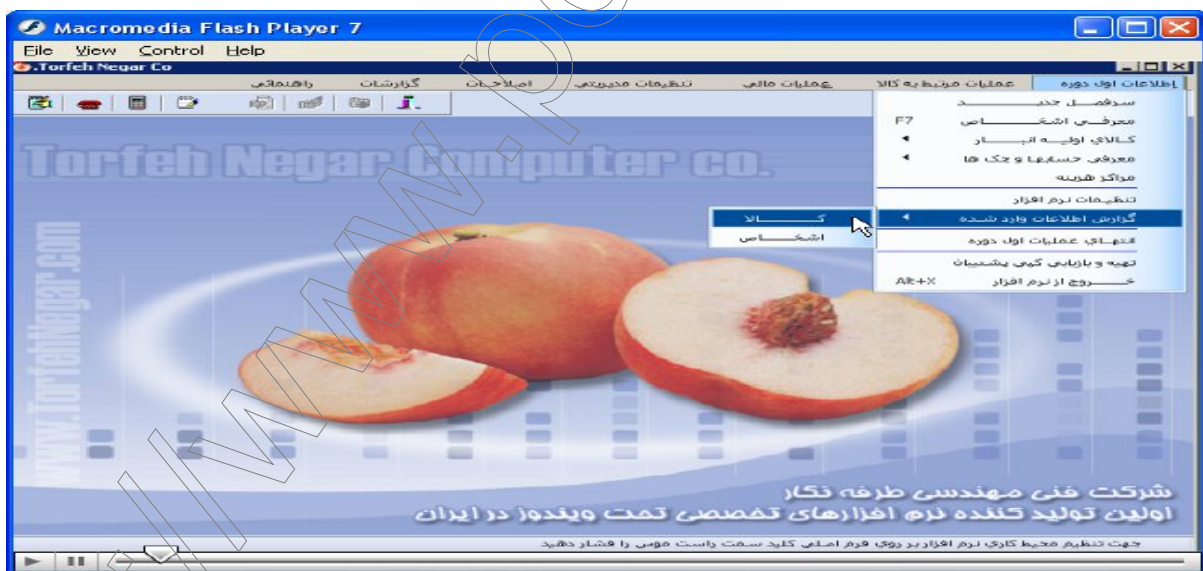 Macromedia Flash Player 7
File View Control Help
.Torfeh Negar Co
إطلاعات اول دوره عملیات مرتبط به کالا عملیات مالی تنظیمات مدیریتی اصلاحات گزارشات راهنمائی
سرفصل جدید
معرفی اشخاص F7
کالای اولیه انبار
معرفی حسابها و چک ها
مراکز هزینه
تنظیمات نرم افزار
گزارش اطلاعات وارد شده
کالا
اشخاص
انتهای عملیات اول دوره
تهیه و بازیابی کپی پشتیبان
خروج از نرم افزار Alt+X
Torfeh Negar Computer co.
www.TorfehNegar.com
شرکت فنی مهندسی طرفه نگار
اولین تولید کننده نرم افزارهای تخصصی تحت ویندوز در ایران
جهت تنظیم محیط کاری نرم افزار بر روی فرم اصلی کلید سمت راست موس را فشار دهید